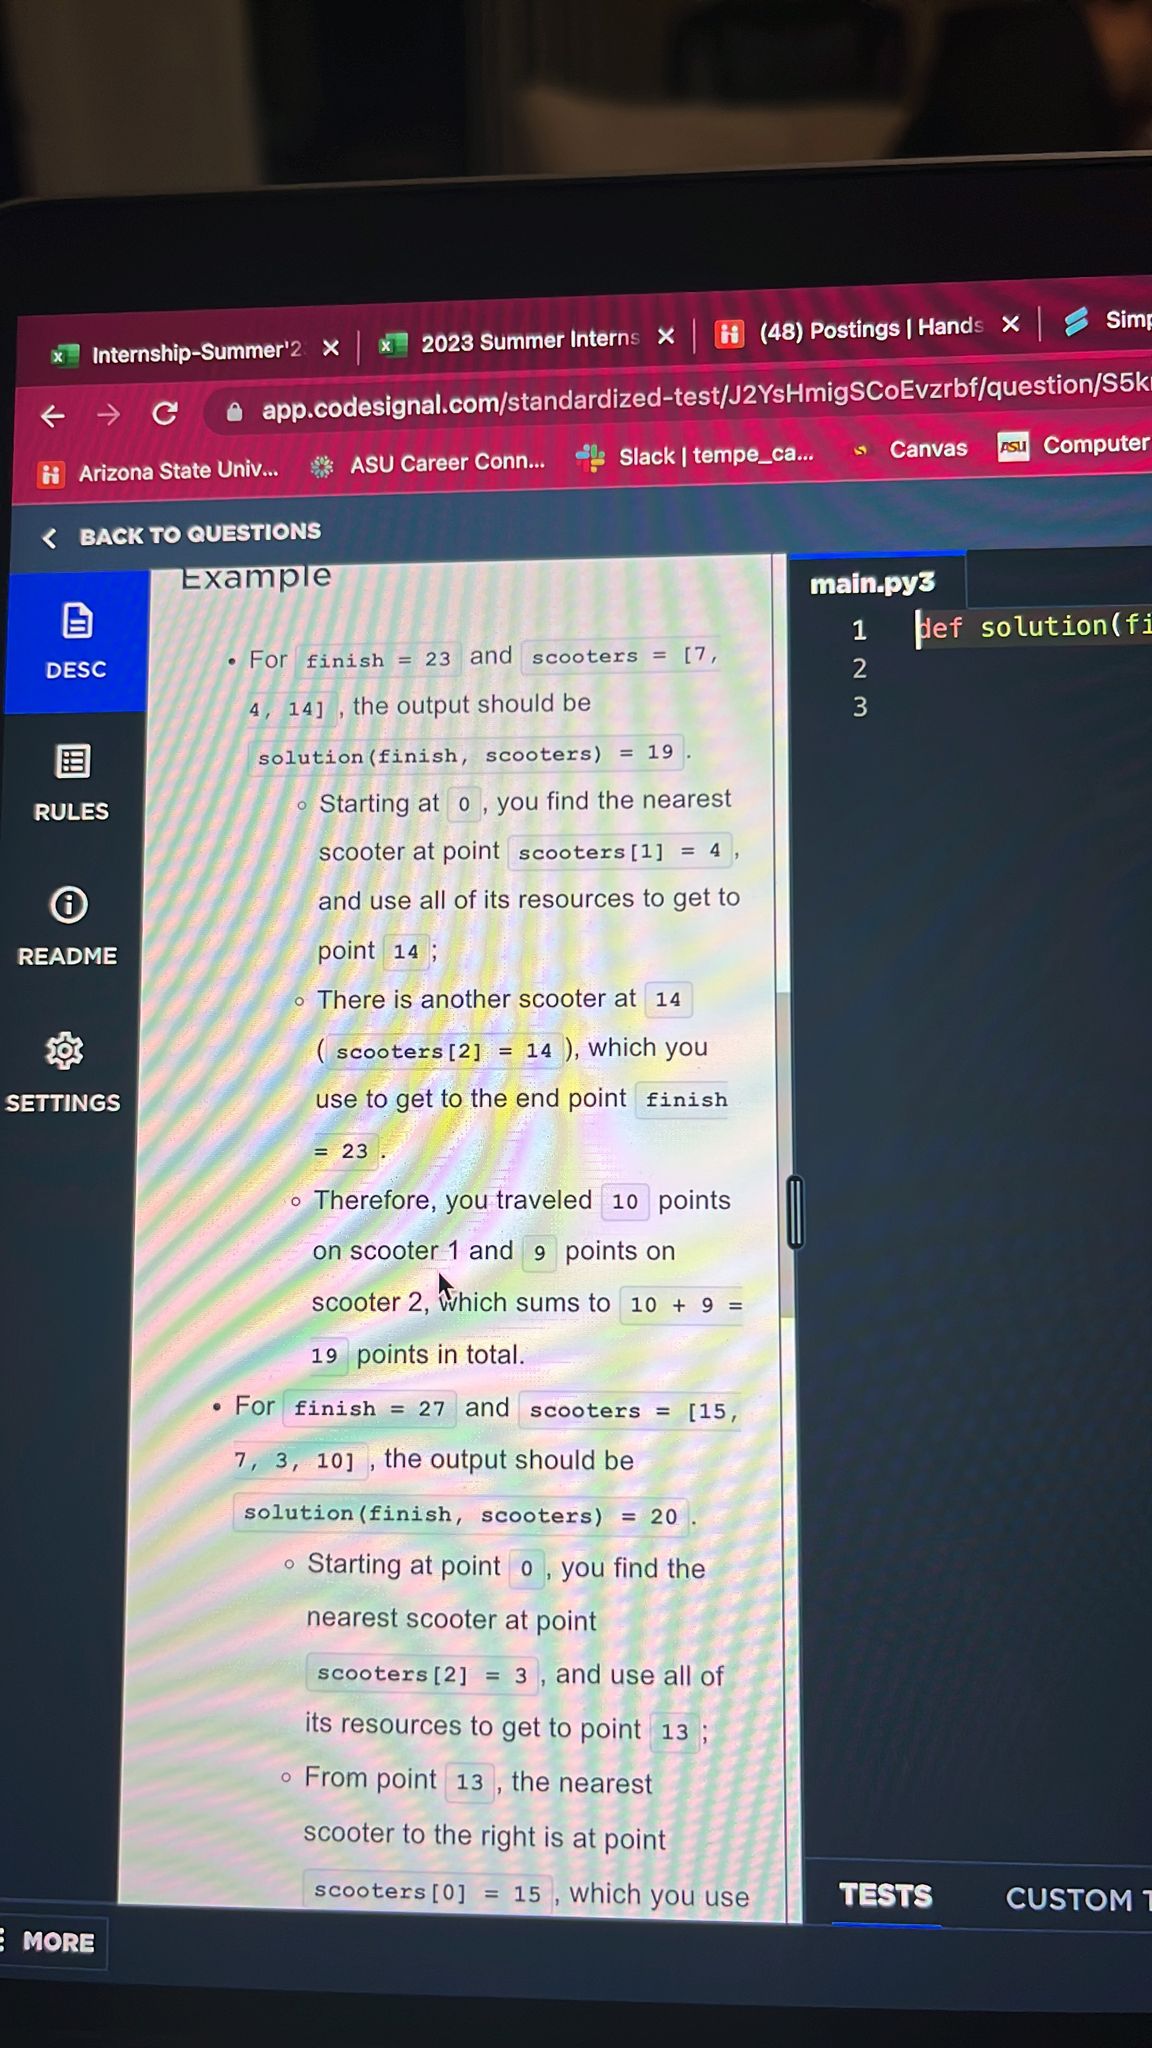 Internship-Summer'2
2023 Summer Interns
(48) Postings | Hands
Simp
app.codesignal.com/standardized-test/J2YsHmigSCoEvzrbf/question/S5k
Arizona State Univ...
ASU Career Conn...
Slack | tempe_ca...
Canvas
ASU
Computer
BACK TO QUESTIONS
DESC
RULES
README
SETTINGS
MORE
Example
• For finish = 23 and scooters = [7,
4, 14] , the output should be
solution(finish, scooters) = 19 .
Starting at 0 , you find the nearest
scooter at point scooters[1] = 4 ,
and use all of its resources to get to
point 14 ;
There is another scooter at 14
( scooters[2] = 14 ), which you
use to get to the end point finish
= 23 .
Therefore, you traveled 10 points
on scooter 1 and 9 points on
scooter 2, which sums to 10 + 9 =
19 points in total.
• For finish = 27 and scooters = [15,
7, 3, 10] , the output should be
solution(finish, scooters) = 20 .
Starting at point 0 , you find the
nearest scooter at point
scooters[2] = 3 , and use all of
its resources to get to point 13 ;
From point 13 , the nearest
scooter to the right is at point
scooters[0] = 15 , which you use
main.py3
1 def solution(fi
2
3
TESTS
CUSTOM T